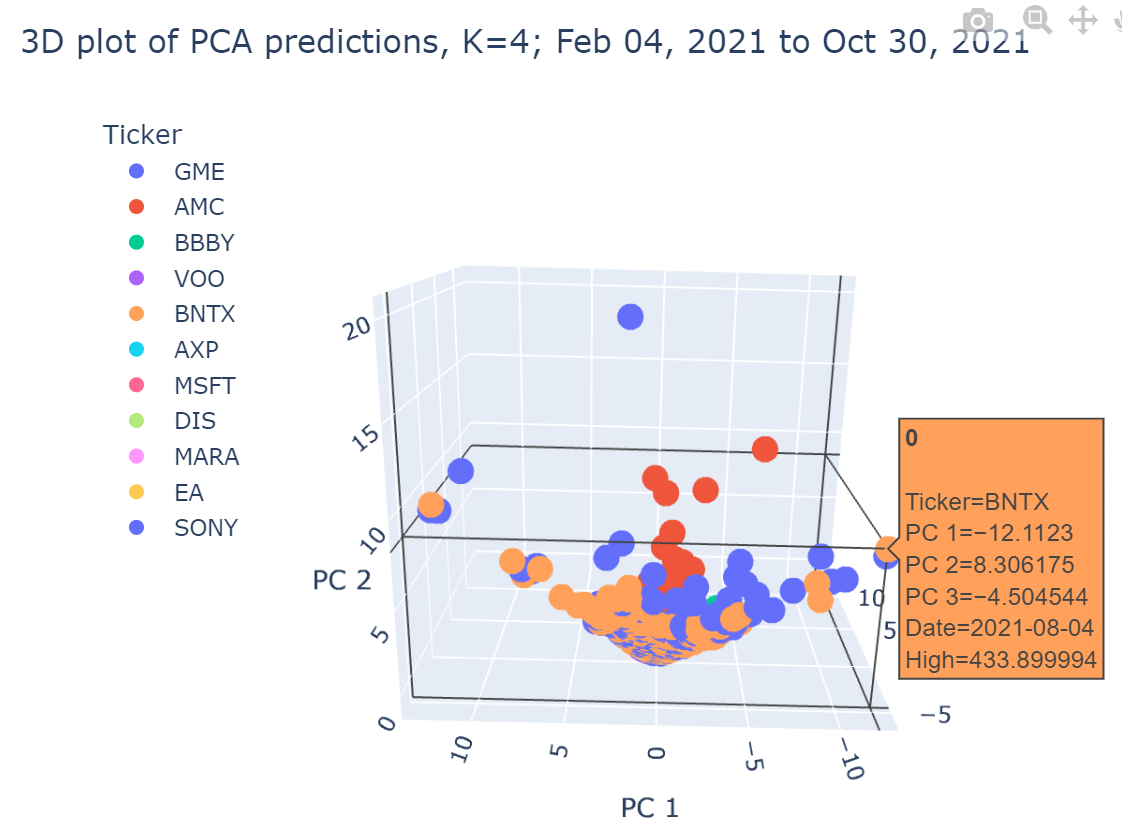 3D plot of PCA predictions, K=4; Feb 04, 2021 to Oct 30, 2021
Ticker
GME
AMC
BBBY
VOO
BNTX
AXP
MSFT
DIS
MARA
EA
SONY
20
15
10
PC 2
5
0
10
5
0
−5
−10
PC 1
10
5
−5
0
Ticker=BNTX
PC 1=−12.1123
PC 2=8.306175
PC 3=−4.504544
Date=2021-08-04
High=433.899994